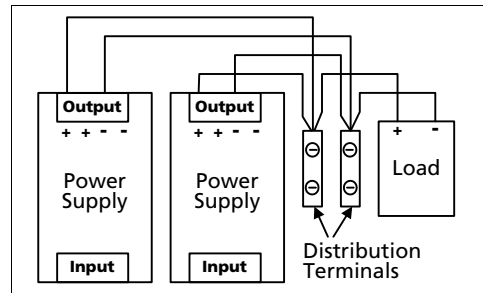 Output
+ + - -
Power
Supply
Input
Output
+ + - -
Power
Supply
Input
+ -
Load
Distribution
Terminals